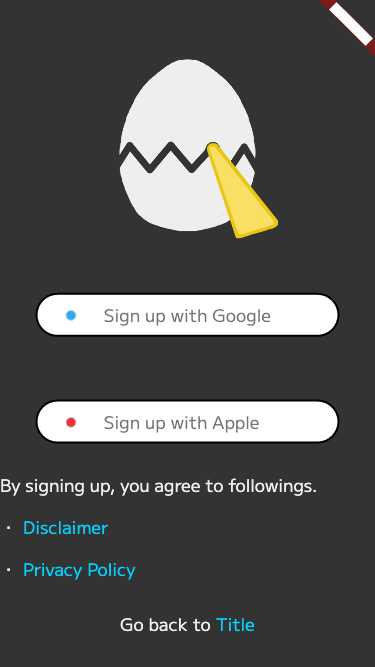 Sign up with Google
Sign up with Apple
By signing up, you agree to followings.
・ Disclaimer
・ Privacy Policy
Go back to Title